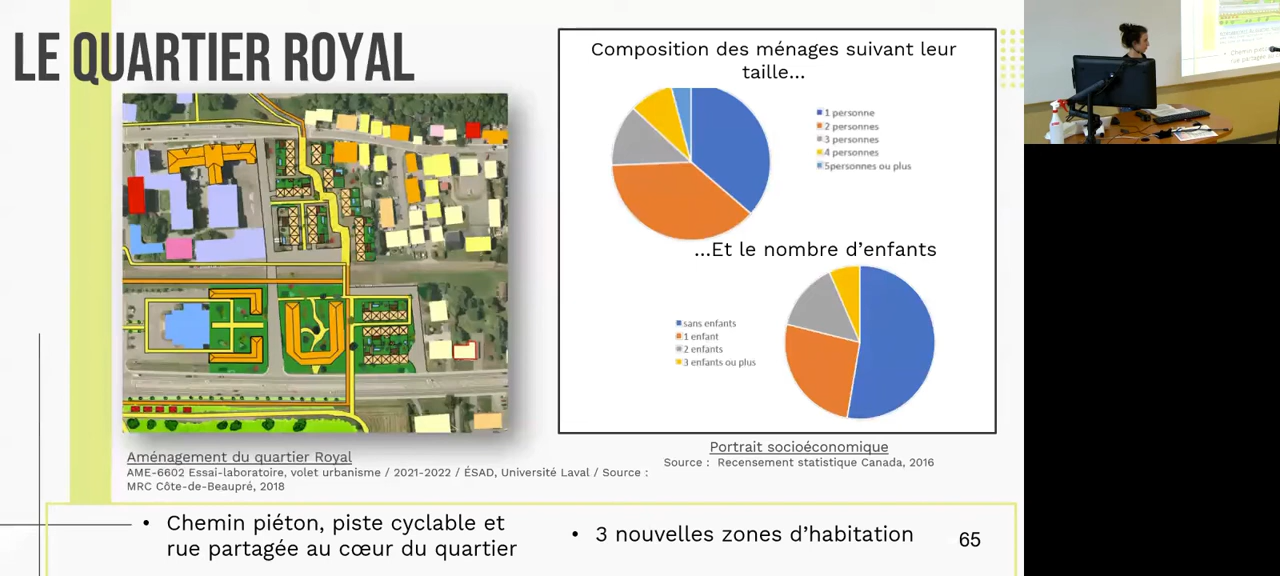 LE QUARTIER ROYAL
Composition des ménages suivant leur
taille...
1 personne
2 personnes
3 personnes
4 personnes
5personnes ou plus
...Et le nombre d'enfants
sans enfants
1 enfant
2 enfants
3 enfants ou plus
Aménagement du quartier Royal
AME-6602 Essai-laboratoire, volet urbanisme / 2021-2022 / ÉSAD, Université Laval / Source :
MRC Côte-de-Beaupré, 2018
Portrait socioéconomique
Source : Recensement statistique Canada, 2016
• Chemin piéton, piste cyclable et
rue partagée au cœur du quartier
• 3 nouvelles zones d'habitation
65